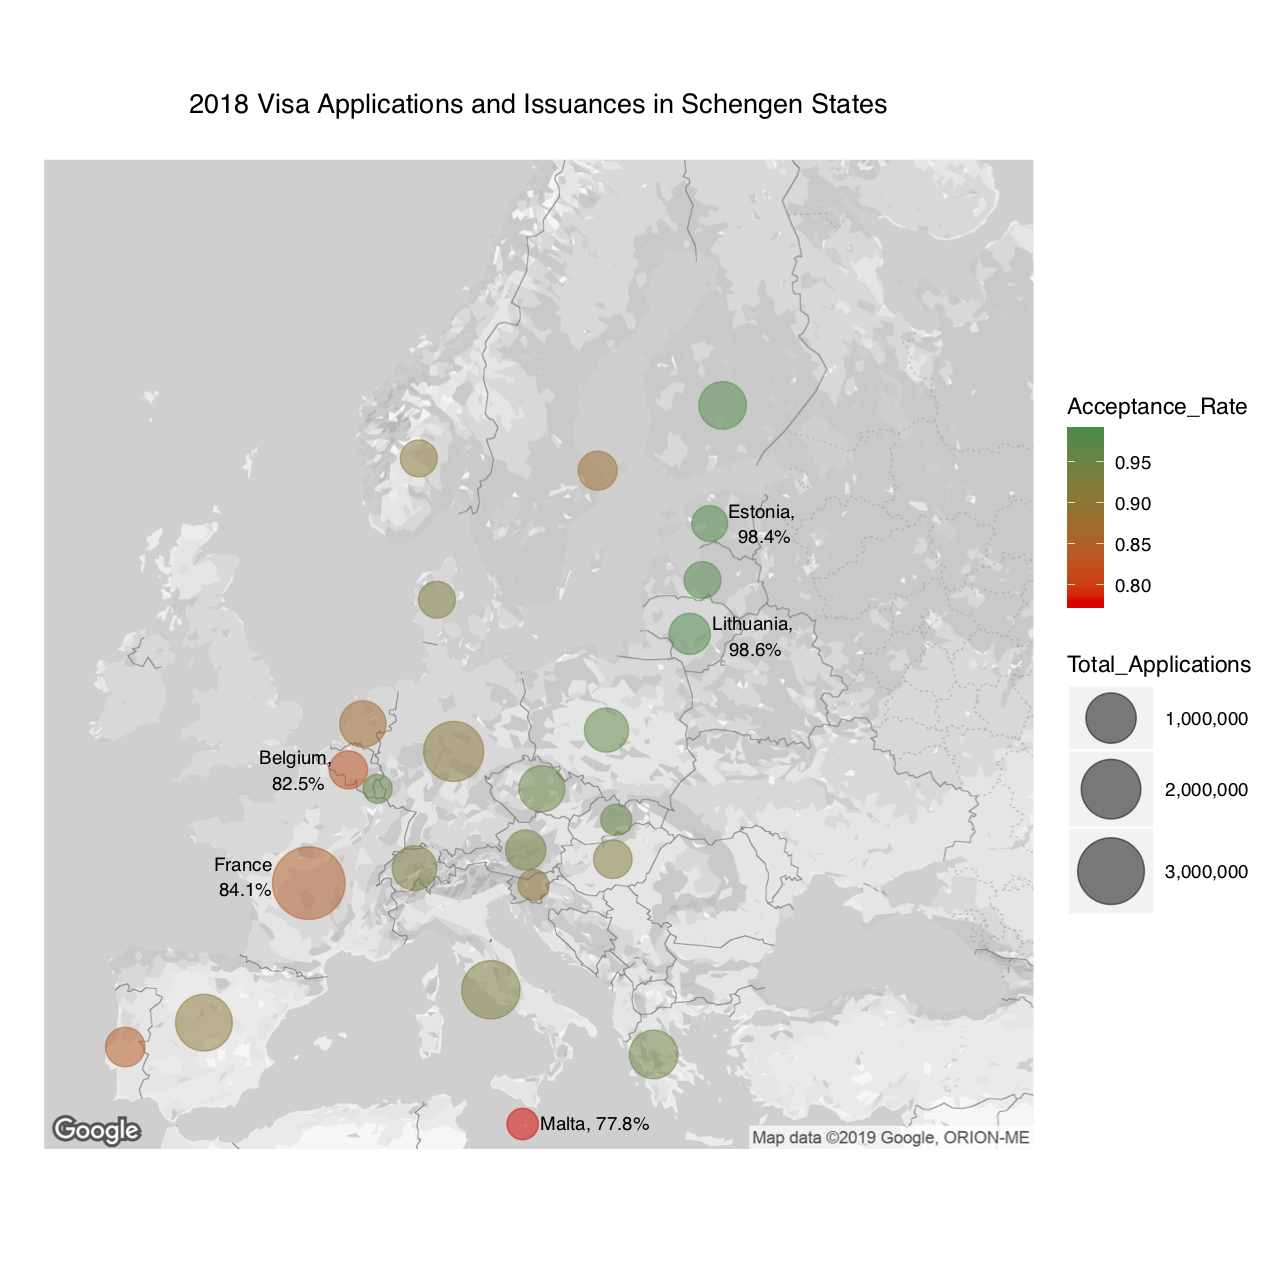 2018 Visa Applications and Issuances in Schengen States
Estonia,
98.4%
Lithuania,
98.6%
Belgium,
82.5%
France
84.1%
Malta, 77.8%
Google
Map data ©2019 Google, ORION-ME
Acceptance_Rate
0.95
0.90
0.85
0.80
Total_Applications
1,000,000
2,000,000
3,000,000